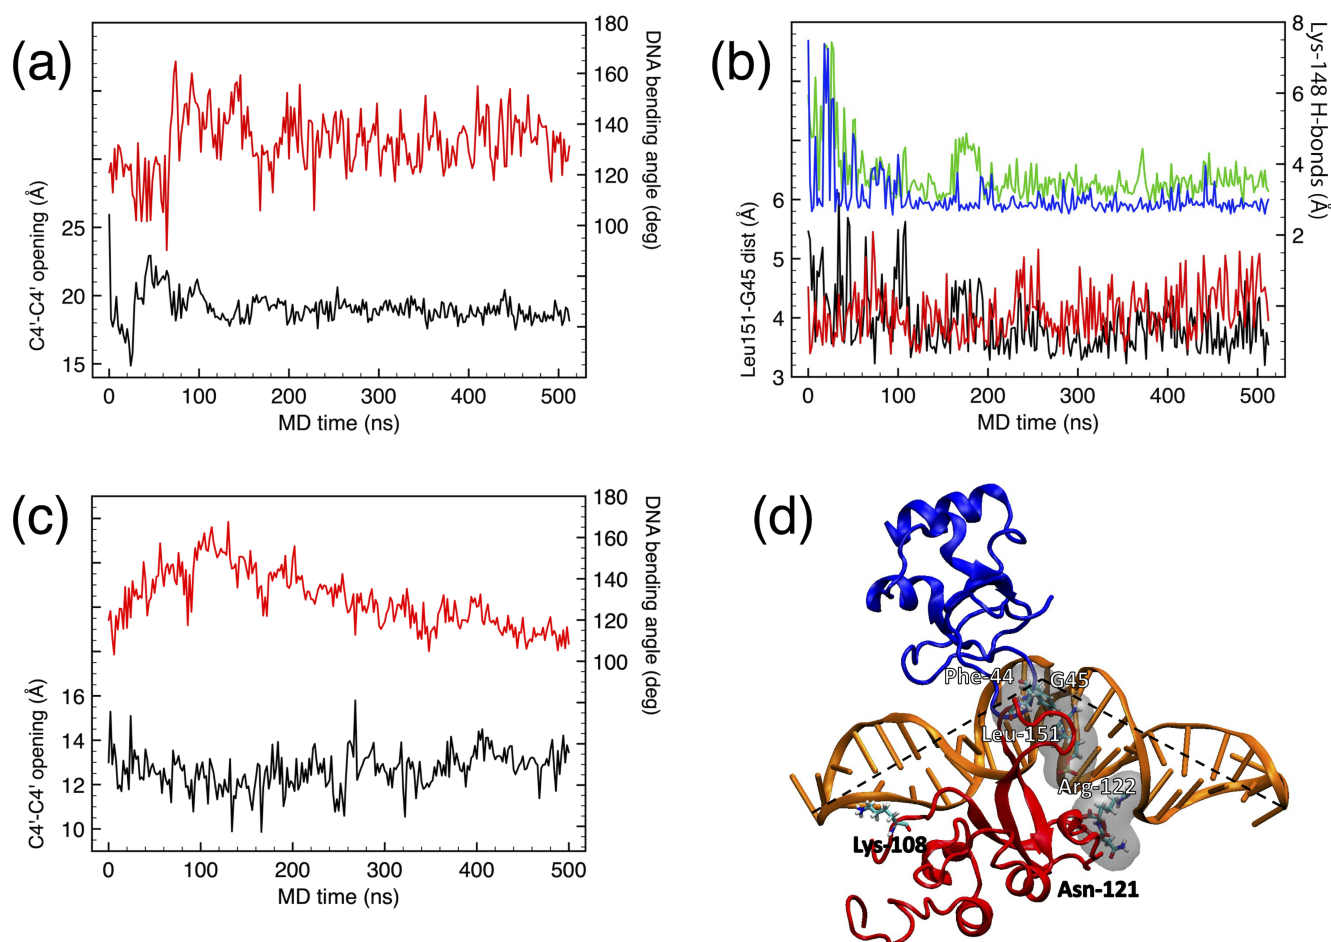 (a)
180
160
140
120
100
25
20
15
C4'-C4' opening (Å)
DNA bending angle (deg)
0 100 200 300 400 500
MD time (ns)
(b)
8
6
4
2
6
5
4
3
Leu151-G45 dist (Å)
Lys-148 H-bonds (Å)
0 100 200 300 400 500
MD time (ns)
(c)
180
160
140
120
100
16
14
12
10
C4'-C4' opening (Å)
DNA bending angle (deg)
0 100 200 300 400 500
MD time (ns)
(d)
Phe-44 G45
Leu-151
Arg-122
Lys-108
Asn-121